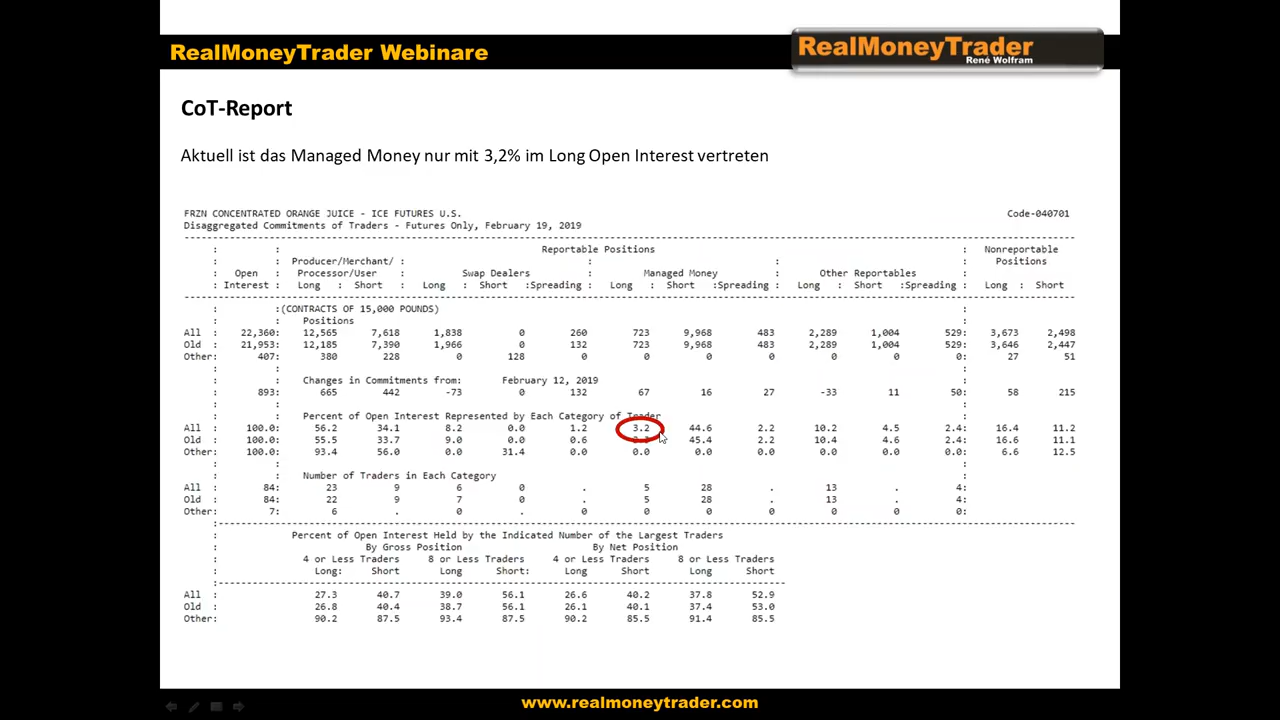 RealMoneyTrader Webinare
RealMoneyTrader
René Wolfram
CoT-Report
Aktuell ist das Managed Money nur mit 3,2% im Long Open Interest vertreten
FRZN CONCENTRATED ORANGE JUICE - ICE FUTURES U.S. Code-040701
Disaggregated Commitments of Traders - Futures Only, February 19, 2019
: : Reportable Positions : Nonreportable
: : Producer/Merchant/ : : : : Positions
: Open : Processor/User : Swap Dealers : Managed Money : Other Reportables :
: Interest : Long : Short : Long : Short :Spreading : Long : Short :Spreading : Long : Short :Spreading : Long : Short
: :(CONTRACTS OF 15,000 POUNDS) :
: : Positions :
All : 22,360: 12,565 7,618 1,838 0 260 723 9,968 483 2,289 1,004 529: 3,673 2,498
Old : 21,953: 12,185 7,390 1,966 0 132 723 9,968 483 2,289 1,004 529: 3,646 2,447
Other: 407: 380 228 0 128 0 0 0 0 0 0 0: 27 51
: : Changes in Commitments from: February 12, 2019 :
: 893: 665 442 -73 0 132 67 16 27 -33 11 50: 58 215
: : Percent of Open Interest Represented by Each Category of Trader :
All : 100.0: 56.2 34.1 8.2 0.0 1.2 3.2 44.6 2.2 10.2 4.5 2.4: 16.4 11.2
Old : 100.0: 55.5 33.7 9.0 0.0 0.6 45.4 2.2 10.4 4.6 2.4: 16.6 11.1
Other: 100.0: 93.4 56.0 0.0 31.4 0.0 0.0 0.0 0.0 0.0 0.0 0.0: 6.6 12.5
: : Number of Traders in Each Category :
All : 84: 23 9 6 0 . 5 28 . 13 . 4:
Old : 84: 22 9 7 0 . 5 28 . 13 . 4:
Other: 7: 6 . 0 . 0 0 0 0 0 0 0:
: Percent of Open Interest Held by the Indicated Number of the Largest Traders
: By Gross Position By Net Position
: 4 or Less Traders 8 or Less Traders 4 or Less Traders 8 or Less Traders
: Long: Short Long Short: Long Short Long Short
All : 27.3 40.7 39.0 56.1 26.6 40.2 37.8 52.9
Old : 26.8 40.4 38.7 56.1 26.1 40.1 37.4 53.0
Other: 90.2 87.5 93.4 87.5 90.2 85.5 91.4 85.5
www.realmoneytrader.com